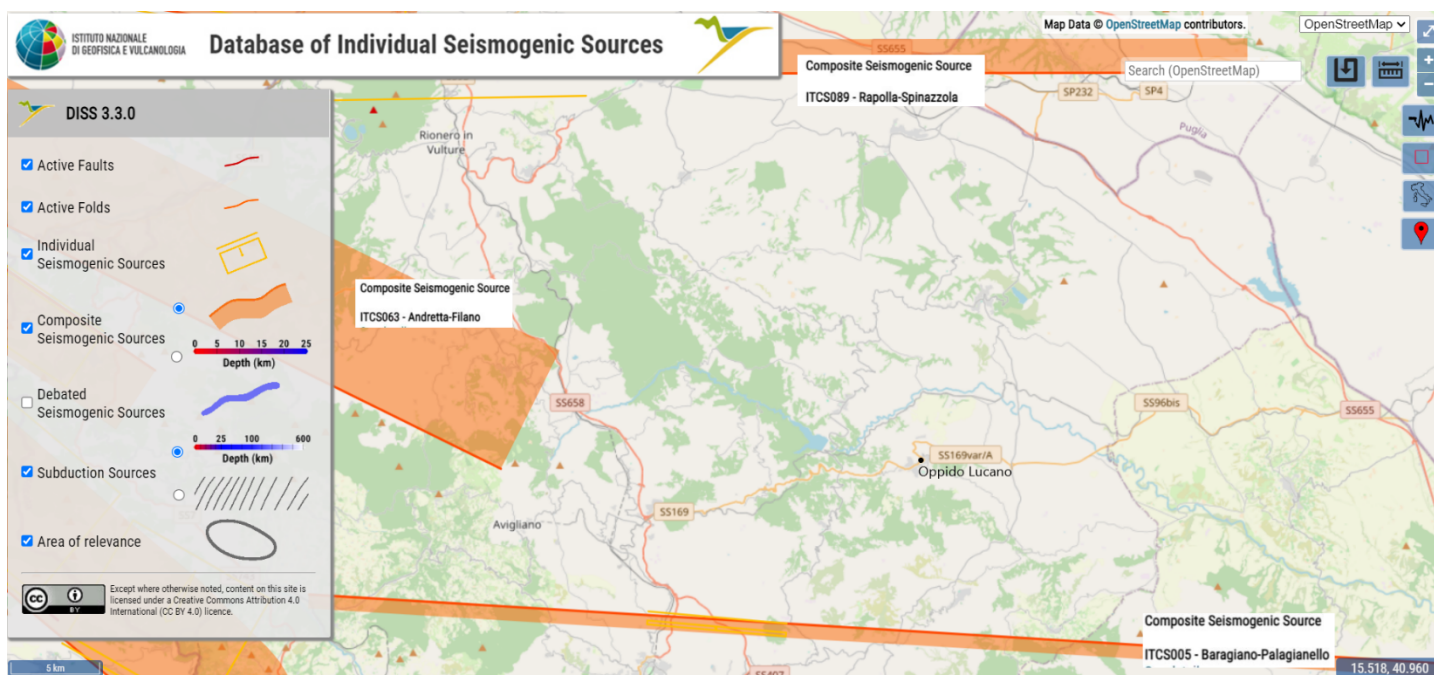 ISTITUTO NAZIONALE
DI GEOFISICA E VULCANOLOGIA
Database of Individual Seismogenic Sources
Map Data © OpenStreetMap contributors.
OpenStreetMap
Search (OpenStreetMap)
DISS 3.3.0
Active Faults
Active Folds
Individual
Seismogenic Sources
Composite
Seismogenic Sources
0 5 10 15 20 25
Depth (km)
Debated
Seismogenic Sources
0 25 100 600
Depth (km)
Subduction Sources
Area of relevance
cc
BY
Except where otherwise noted, content on this site is
licensed under a Creative Commons Attribution 4.0
International (CC BY 4.0) licence.
5 km
SS655
Composite Seismogenic Source
ITCS089 - Rapolla-Spinazzola
SP232
SP4
Puglia
Rionero in
Vulture
Composite Seismogenic Source
ITCS063 - Andretta-Filano
SS658
SS96bis
SS655
SS169var/A
Oppido Lucano
SS169
Avigliano
Composite Seismogenic Source
ITCS005 - Baragiano-Palagianello
SS407
15.518, 40.960